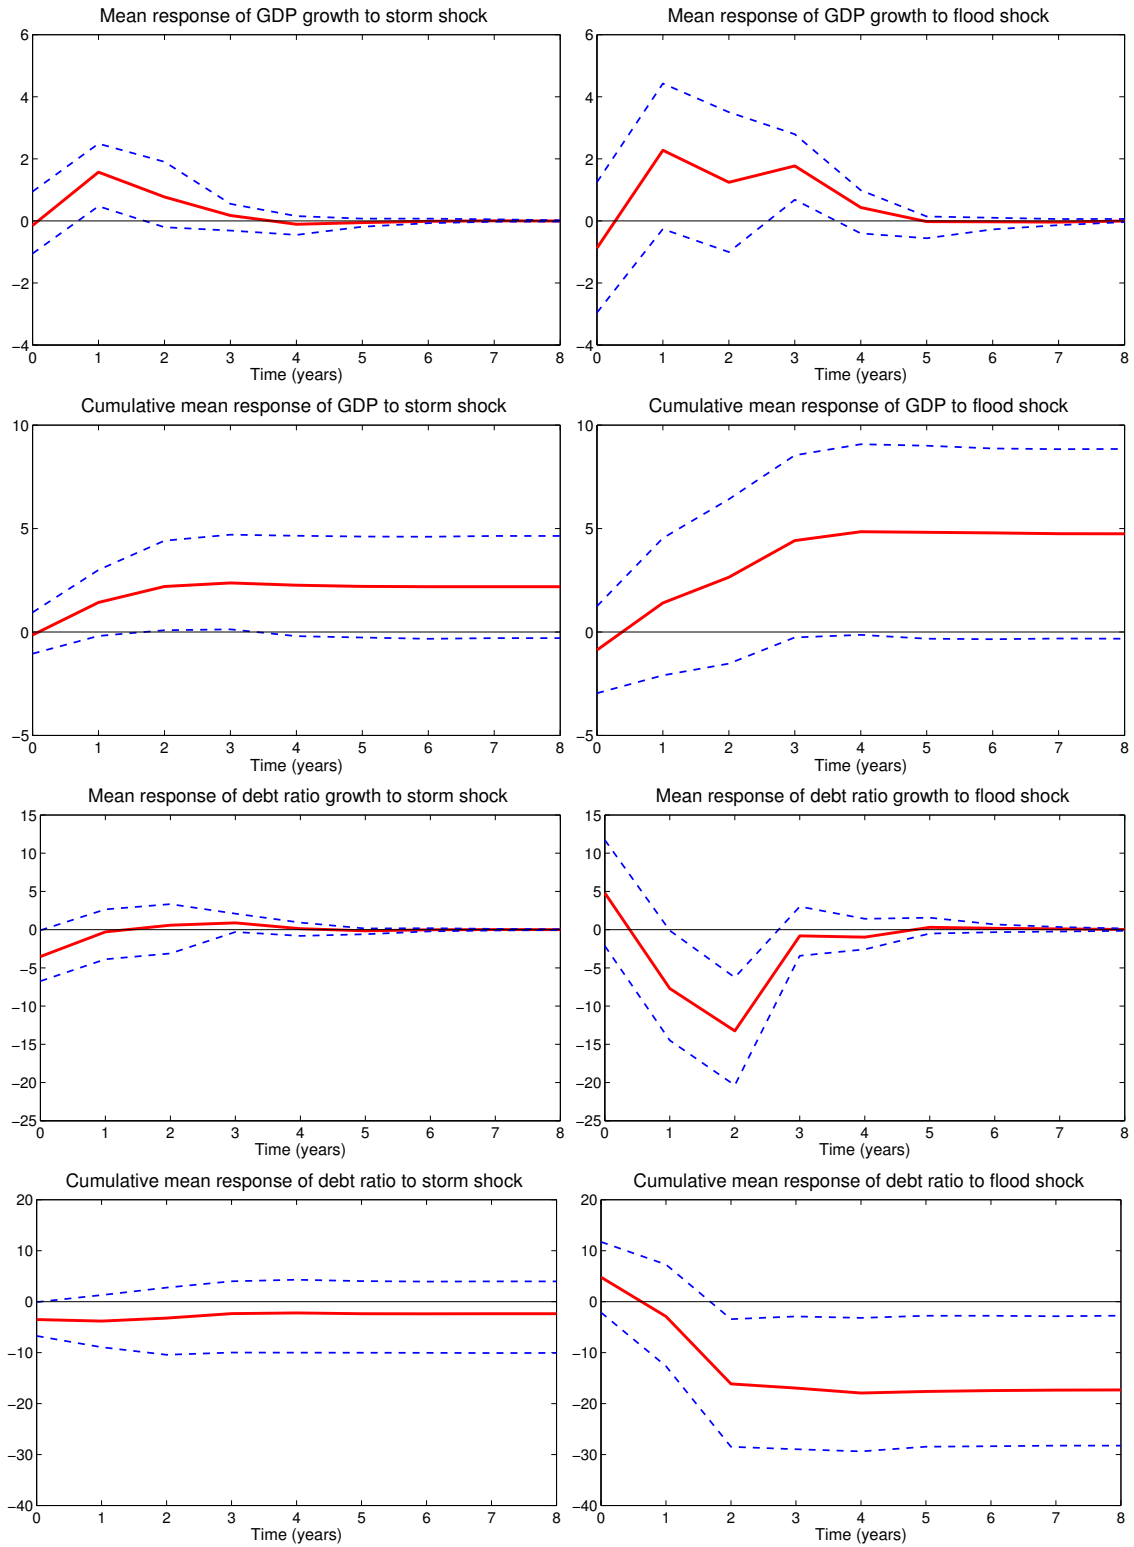 Mean response of GDP growth to storm shock
6
4
2
0
−2
−4
0 1 2 3 4 5 6 7 8
Time (years)
Mean response of GDP growth to flood shock
6
4
2
0
−2
−4
0 1 2 3 4 5 6 7 8
Time (years)
Cumulative mean response of GDP to storm shock
10
5
0
−5
0 1 2 3 4 5 6 7 8
Time (years)
Cumulative mean response of GDP to flood shock
10
5
0
−5
0 1 2 3 4 5 6 7 8
Time (years)
Mean response of debt ratio growth to storm shock
15
10
5
0
−5
−10
−15
−20
−25
0 1 2 3 4 5 6 7 8
Time (years)
Mean response of debt ratio growth to flood shock
15
10
5
0
−5
−10
−15
−20
−25
0 1 2 3 4 5 6 7 8
Time (years)
Cumulative mean response of debt ratio to storm shock
20
10
0
−10
−20
−30
−40
0 1 2 3 4 5 6 7 8
Time (years)
Cumulative mean response of debt ratio to flood shock
20
10
0
−10
−20
−30
−40
0 1 2 3 4 5 6 7 8
Time (years)